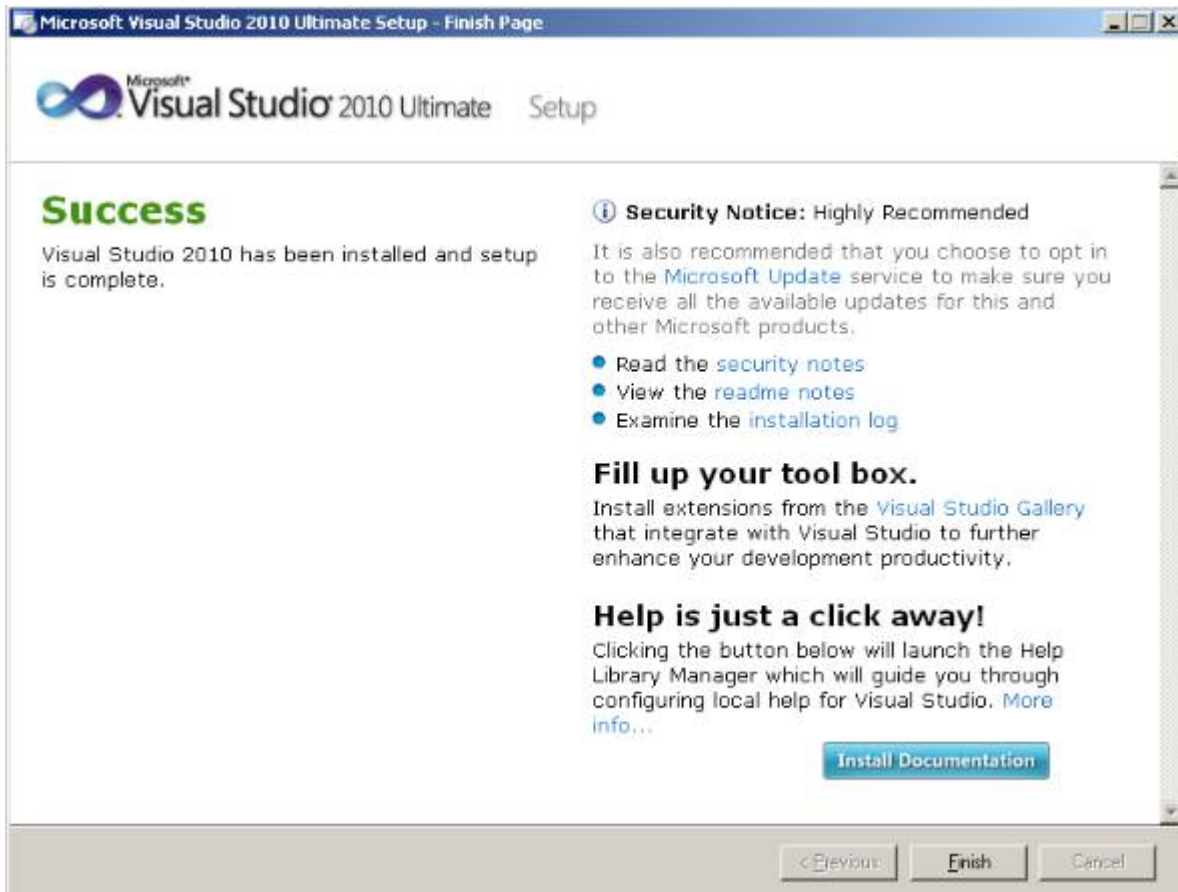 Microsoft Visual Studio 2010 Ultimate Setup - Finish Page
Microsoft®
Visual Studio® 2010 Ultimate Setup
Success
Visual Studio 2010 has been installed and setup
is complete.
Security Notice: Highly Recommended
It is also recommended that you choose to opt in
to the Microsoft Update service to make sure you
receive all the available updates for this and
other Microsoft products.
Read the security notes
View the readme notes
Examine the installation log
Fill up your tool box.
Install extensions from the Visual Studio Gallery
that integrate with Visual Studio to further
enhance your development productivity.
Help is just a click away!
Clicking the button below will launch the Help
Library Manager which will guide you through
configuring local help for Visual Studio. More
info...
Install Documentation
< Previous
Finish
Cancel